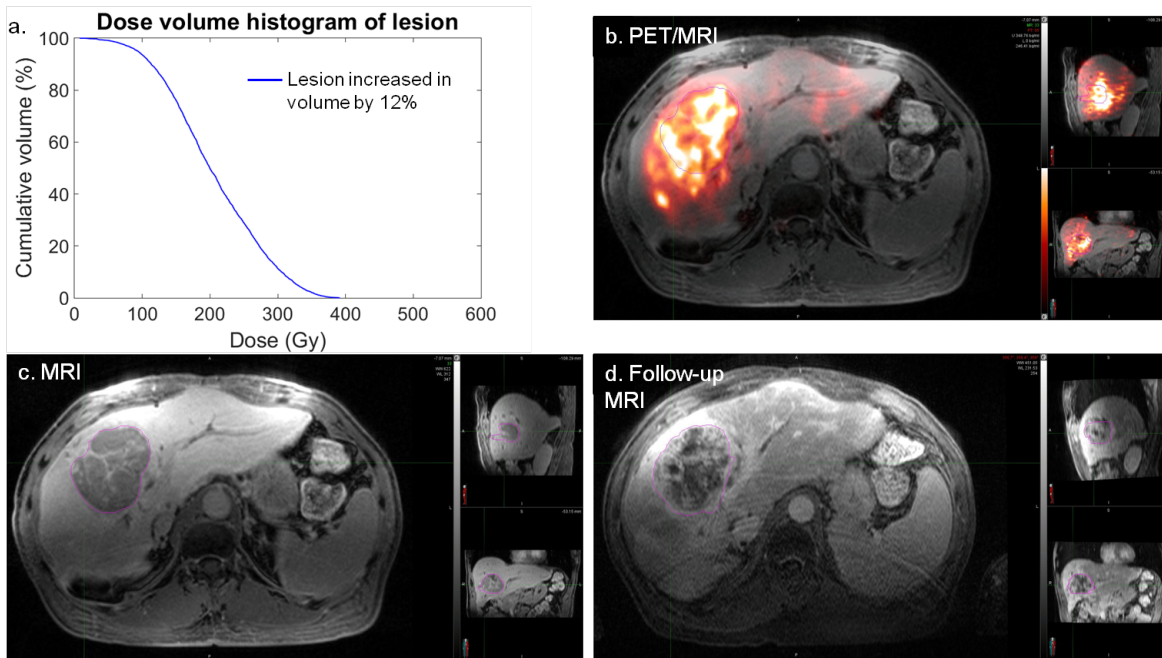 a.
Dose volume histogram of lesion
100
80
60
40
20
0
Cumulative volume (%)
Lesion increased in
volume by 12%
0 100 200 300 400 500 600
Dose (Gy)
b. PET/MRI
c. MRI
d. Follow-up
MRI